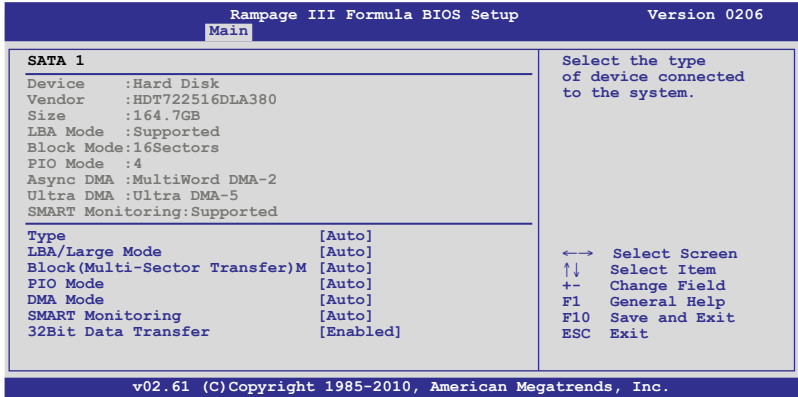 Rampage III Formula BIOS Setup Version 0206
Main
SATA 1
Device :Hard Disk
Vendor :HDT722516DLA380
Size :164.7GB
LBA Mode :Supported
Block Mode:16Sectors
PIO Mode :4
Async DMA :MultiWord DMA-2
Ultra DMA :Ultra DMA-5
SMART Monitoring:Supported
Type [Auto]
LBA/Large Mode [Auto]
Block(Multi-Sector Transfer)M [Auto]
PIO Mode [Auto]
DMA Mode [Auto]
SMART Monitoring [Auto]
32Bit Data Transfer [Enabled]
Select the type
of device connected
to the system.
←→ Select Screen
↑↓ Select Item
+- Change Field
F1 General Help
F10 Save and Exit
ESC Exit
v02.61 (C)Copyright 1985-2010, American Megatrends, Inc.